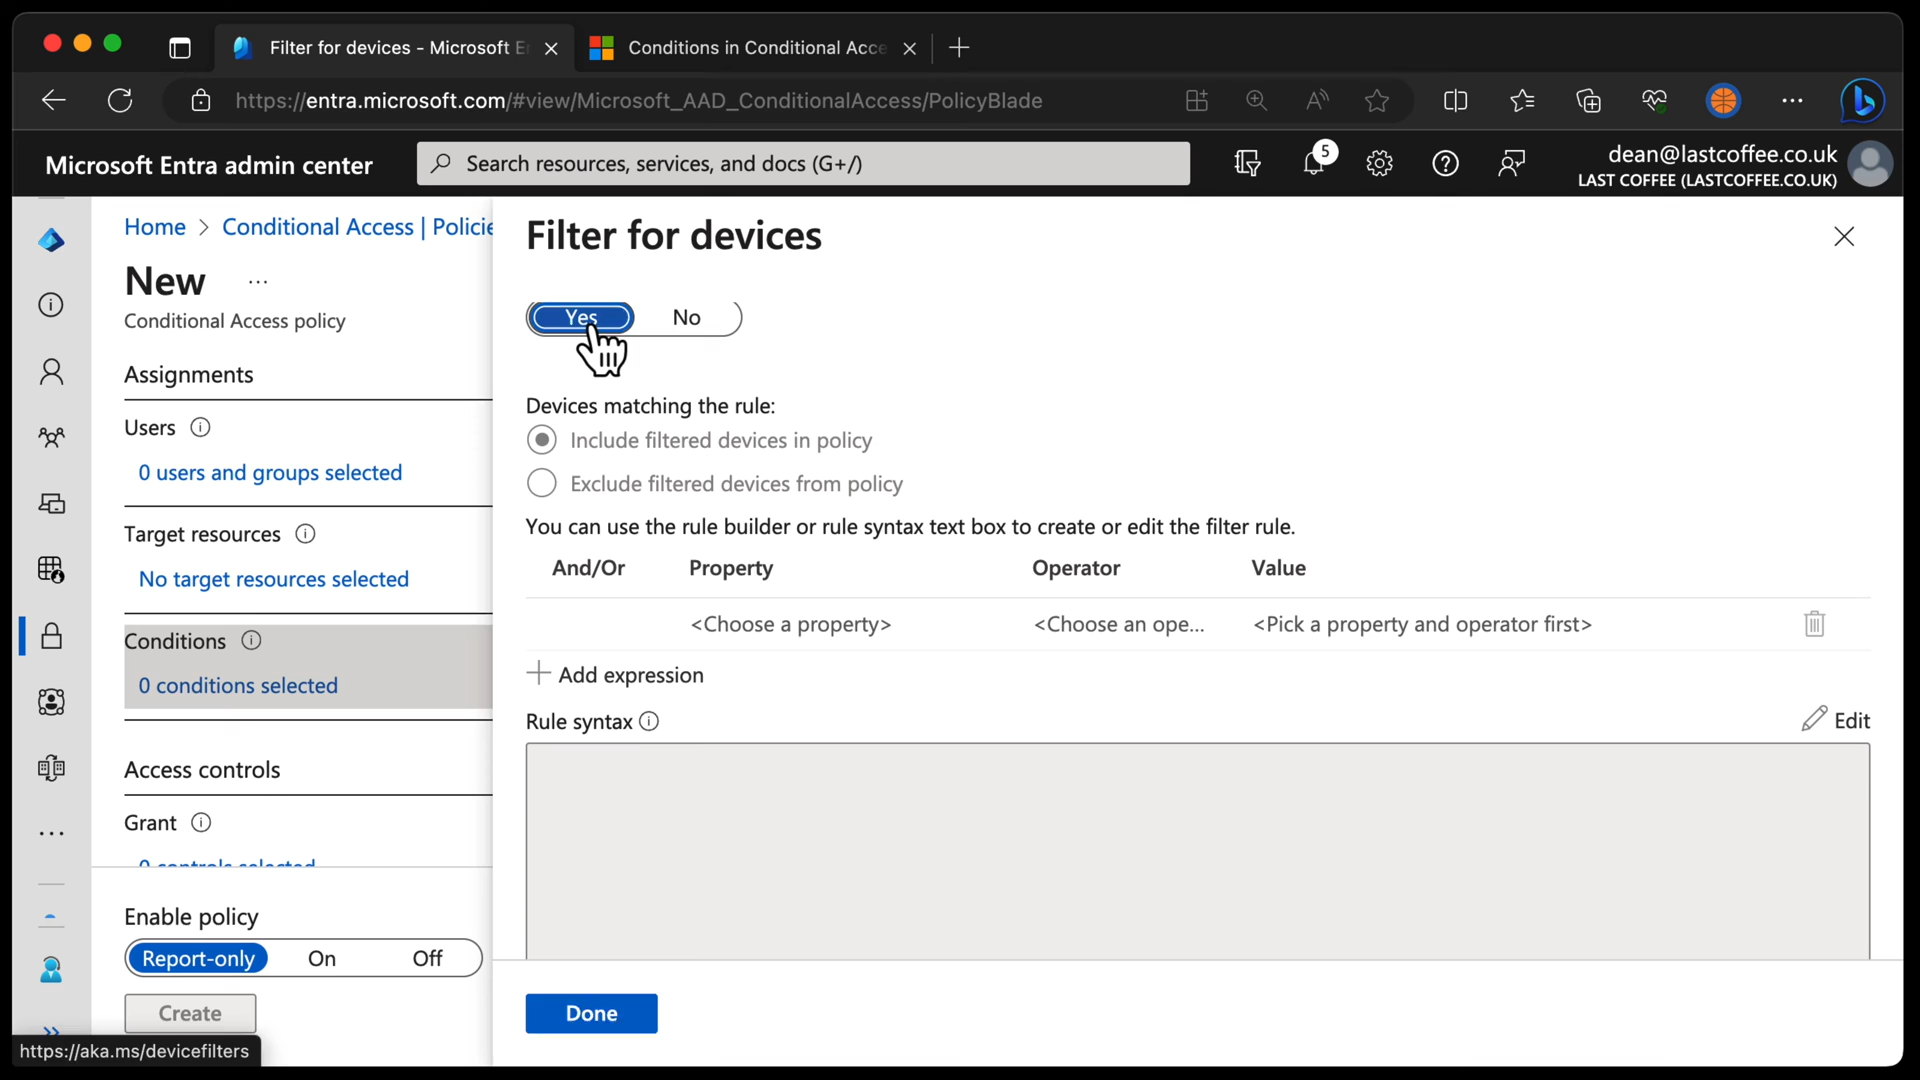 Filter for devices - Microsoft E
Conditions in Conditional Acce
https://entra.microsoft.com/#view/Microsoft_AAD_ConditionalAccess/PolicyBlade
Microsoft Entra admin center
Search resources, services, and docs (G+/)
5
dean@lastcoffee.co.uk
LAST COFFEE (LASTCOFFEE.CO.UK)
Home > Conditional Access | Policie
New ...
Conditional Access policy
Assignments
Users
0 users and groups selected
Target resources
No target resources selected
Conditions
0 conditions selected
Access controls
Grant
0 controls selected
Enable policy
Report-only On Off
Create
https://aka.ms/devicefilters
Filter for devices
Yes No
Devices matching the rule:
Include filtered devices in policy
Exclude filtered devices from policy
You can use the rule builder or rule syntax text box to create or edit the filter rule.
And/Or Property Operator Value
<Choose a property> <Choose an ope... <Pick a property and operator first>
Add expression
Rule syntax
Edit
Done